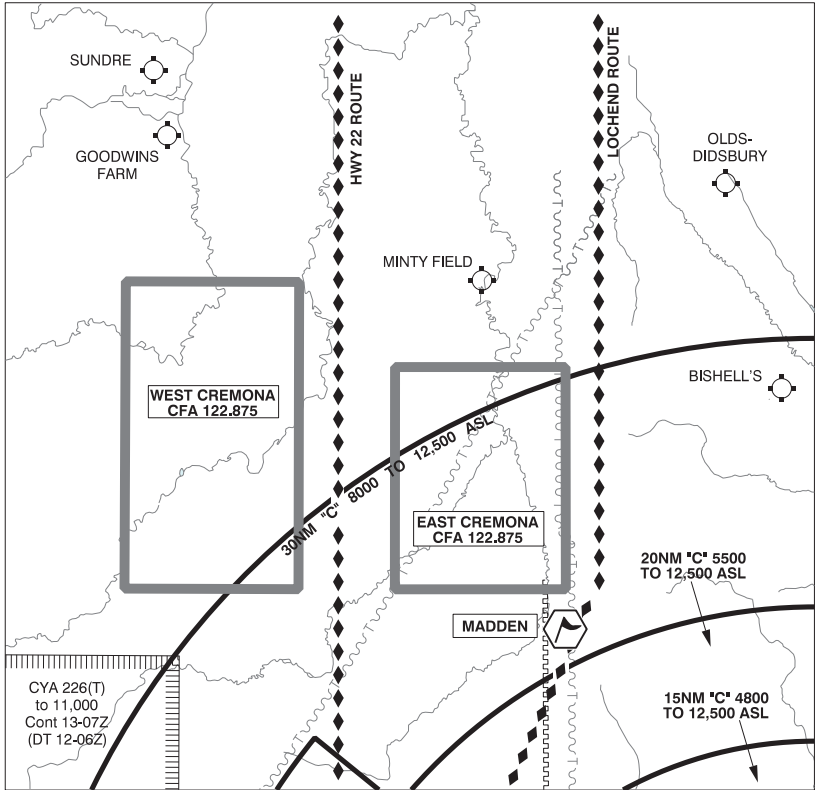 SUNDRE
GOODWINS
FARM
HWY 22 ROUTE
LOCHEND ROUTE
OLDS-
DIDSBURY
MINTY FIELD
BISHELL'S
WEST CREMONA
CFA 122.875
30NM "C" 8000 TO 12,500 ASL
EAST CREMONA
CFA 122.875
20NM "C" 5500
TO 12,500 ASL
MADDEN
CYA 226(T)
to 11,000
Cont 13-07Z
(DT 12-06Z)
15NM "C" 4800
TO 12,500 ASL